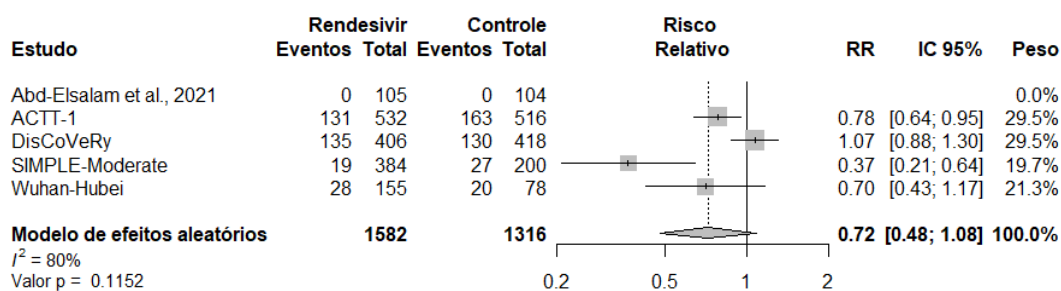 Rendesivir Controle Risco
Estudo Eventos Total Eventos Total Relativo RR IC 95% Peso
Abd-Elsalam et al., 2021 0 105 0 104 0.0%
ACTT-1 131 532 163 516 0.78 [0.64; 0.95] 29.5%
DisCoVeRy 135 406 130 418 1.07 [0.88; 1.30] 29.5%
SIMPLE-Moderate 19 384 27 200 0.37 [0.21; 0.64] 19.7%
Wuhan-Hubei 28 155 20 78 0.70 [0.43; 1.17] 21.3%
Modelo de efeitos aleatórios 1582 1316 0.72 [0.48; 1.08] 100.0%
I² = 80%
Valor p = 0.1152
0.2 0.5 1 2